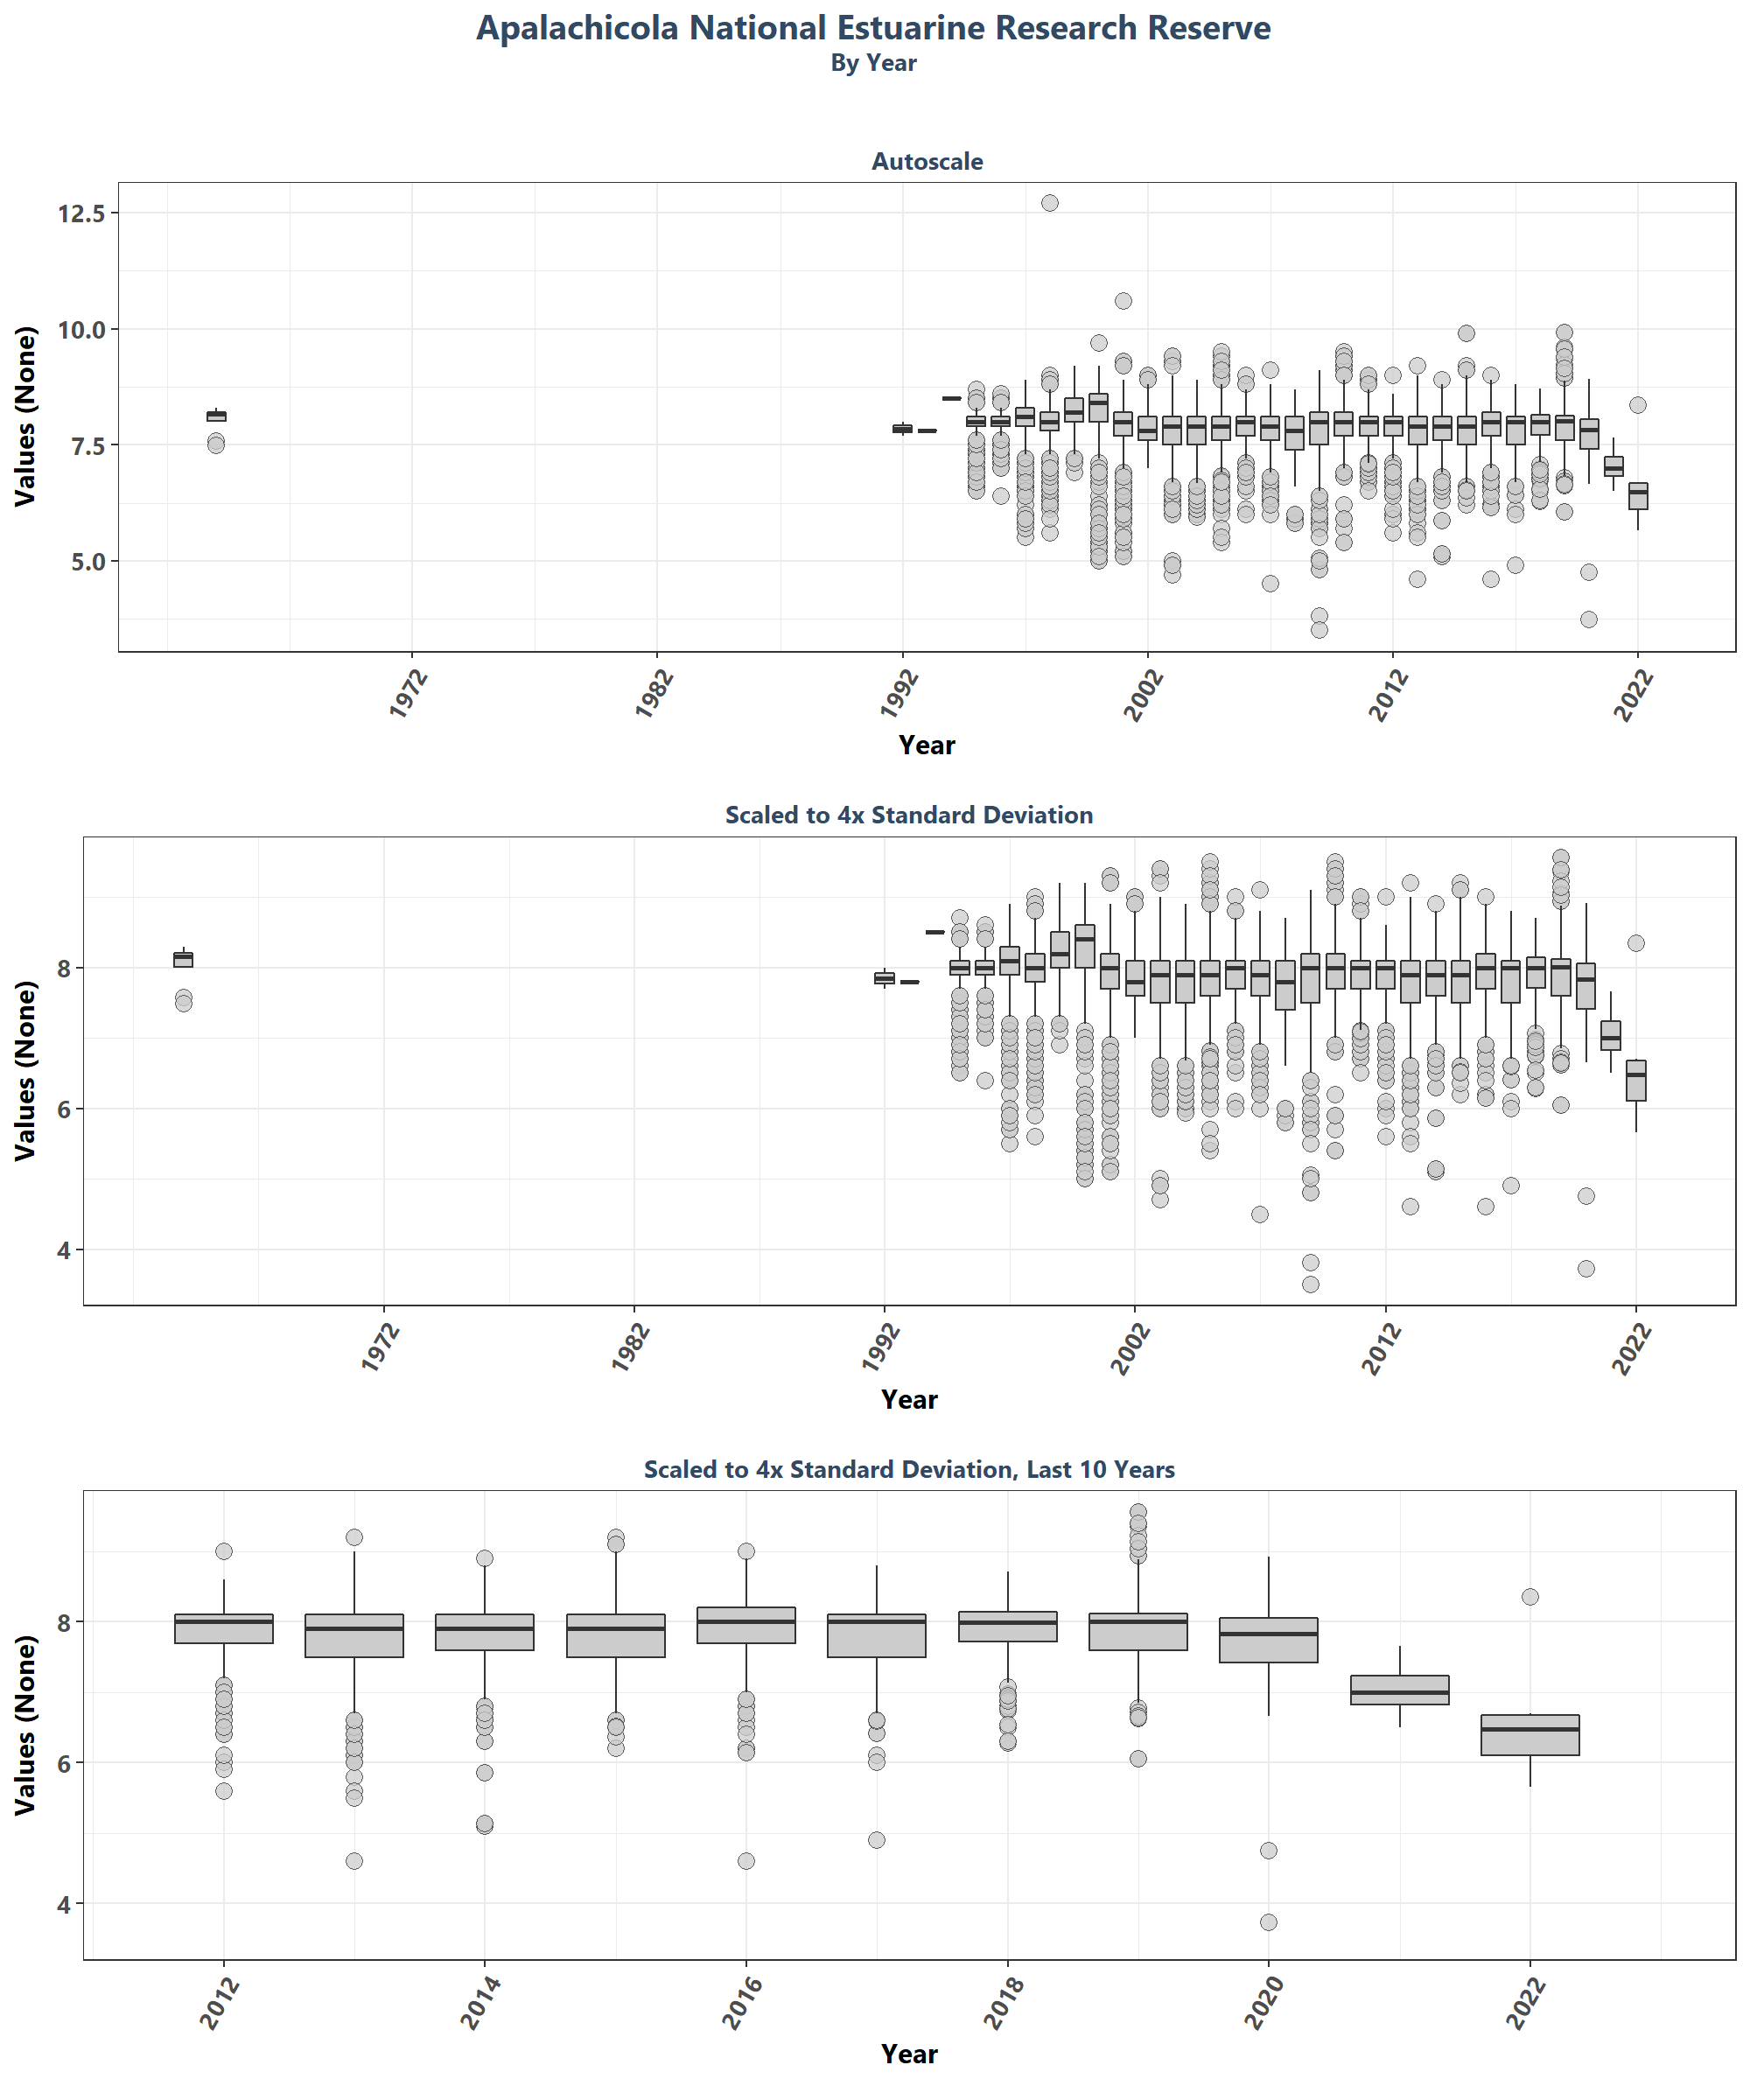 Apalachicola National Estuarine Research Reserve
By Year
Autoscale
Values (None)
12.5
10.0
7.5
5.0
1972
1982
1992
2002
2012
2022
Year
Scaled to 4x Standard Deviation
Values (None)
8
6
4
1972
1982
1992
2002
2012
2022
Year
Scaled to 4x Standard Deviation, Last 10 Years
Values (None)
8
6
4
2012
2014
2016
2018
2020
2022
Year